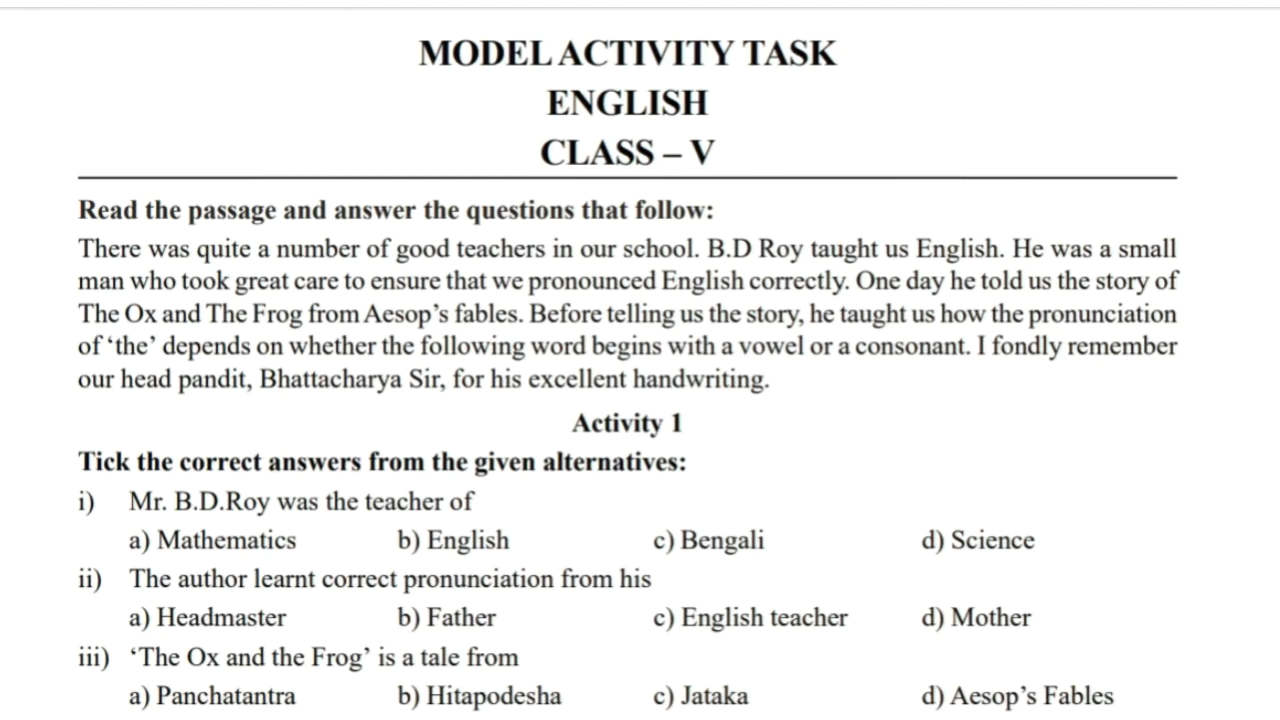 MODEL ACTIVITY TASK
ENGLISH
CLASS – V
Read the passage and answer the questions that follow:
There was quite a number of good teachers in our school. B.D Roy taught us English. He was a small
man who took great care to ensure that we pronounced English correctly. One day he told us the story of
The Ox and The Frog from Aesop’s fables. Before telling us the story, he taught us how the pronunciation
of ‘the’ depends on whether the following word begins with a vowel or a consonant. I fondly remember
our head pandit, Bhattacharya Sir, for his excellent handwriting.
Activity 1
Tick the correct answers from the given alternatives:
i) Mr. B.D.Roy was the teacher of
a) Mathematics b) English c) Bengali d) Science
ii) The author learnt correct pronunciation from his
a) Headmaster b) Father c) English teacher d) Mother
iii) ‘The Ox and the Frog’ is a tale from
a) Panchatantra b) Hitapodesha c) Jataka d) Aesop’s Fables